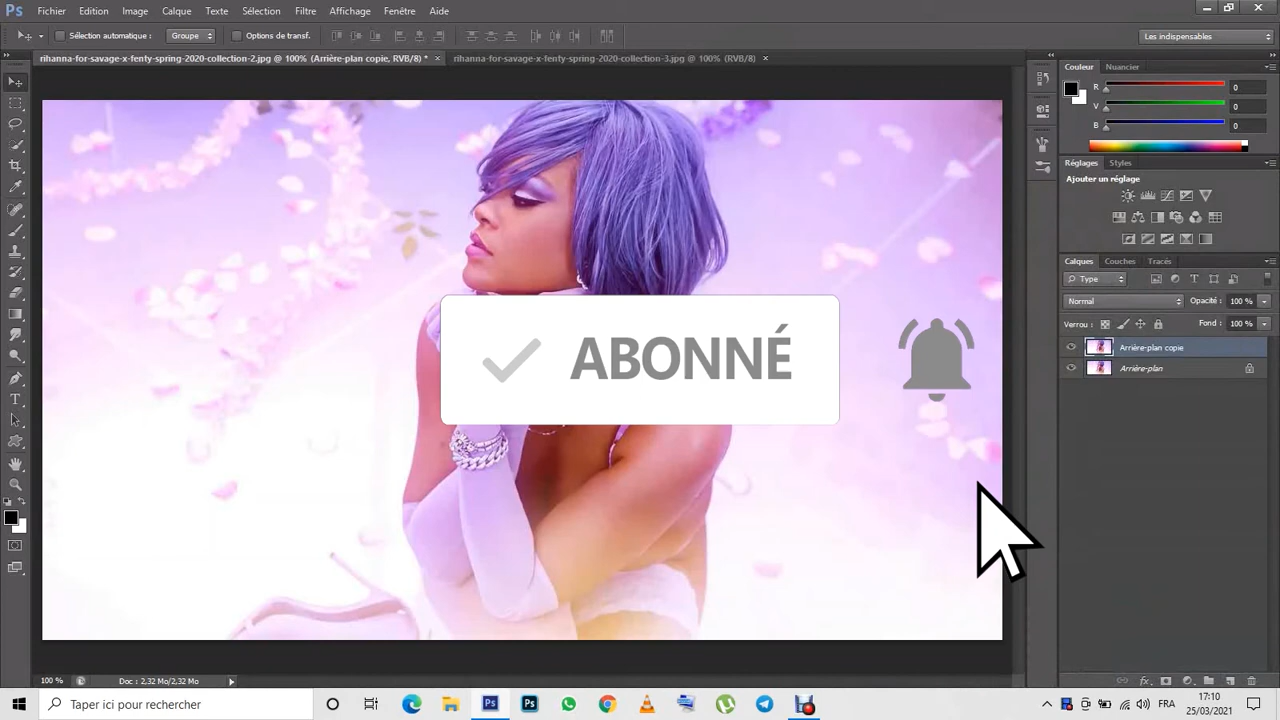 Ps Fichier Edition Image Calque Texte Sélection Filtre Affichage Fenêtre Aide
Sélection automatique : Groupe Options de transf. Les indispensables
rihanna-for-savage-x-fenty-spring-2020-collection-2.jpg @ 100% (Arrière-plan copie, RVB/8) * × rihanna-for-savage-x-fenty-spring-2020-collection-3.jpg @ 100% (RVB/8) ×
Couleur Nuancier
R 0
V 0
B 0
Réglages Styles
Ajouter un réglage
Calques Couches Tracés
Type
Normal Opacité : 100 %
Verrou : Fond : 100 %
Arrière-plan copie
Arrière-plan
ABONNÉ
100 % Doc : 2,32 Mo/2,32 Mo
Taper ici pour rechercher
Ps Ps
FRA 17:10
25/03/2021